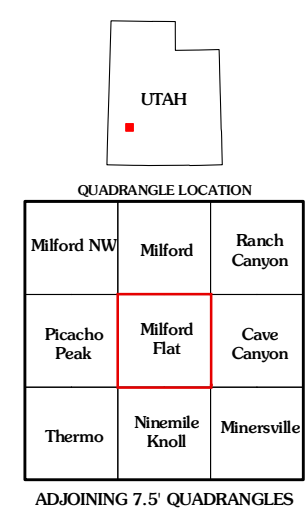 UTAH
QUADRANGLE LOCATION
Milford NW
Milford
Ranch
Canyon
Picacho
Peak
Milford
Flat
Cave
Canyon
Thermo
Ninemile
Knoll
Minersville
ADJOINING 7.5' QUADRANGLES